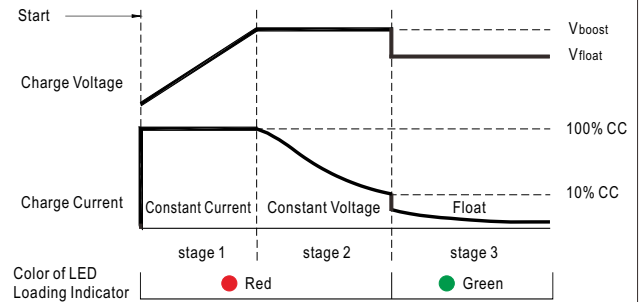 Start
Vboost
Vfloat
Charge Voltage
100% CC
10% CC
Charge Current
Constant Current
Constant Voltage
Float
stage 1
stage 2
stage 3
Color of LED
Loading Indicator
Red
Green